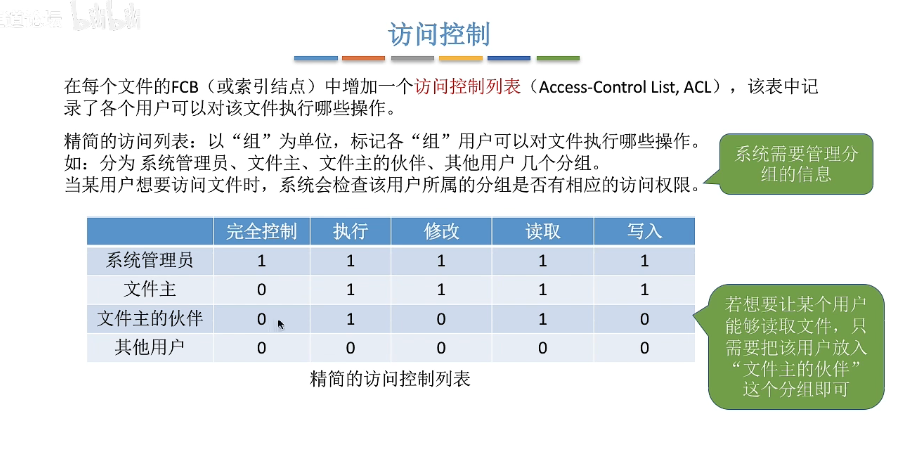 bilibili
访问控制
在每个文件的FCB（或索引结点）中增加一个访问控制列表（Access-Control List, ACL），该表中记
录了各个用户可以对该文件执行哪些操作。
精简的访问列表：以“组”为单位，标记各“组”用户可以对文件执行哪些操作。
如：分为 系统管理员、文件主、文件主的伙伴、其他用户 几个分组。
当某用户想要访问文件时，系统会检查该用户所属的分组是否有相应的访问权限。
系统需要管理分
组的信息
完全控制 执行 修改 读取 写入
系统管理员 1 1 1 1 1
文件主 0 1 1 1 1
文件主的伙伴 0 1 0 1 0
其他用户 0 0 0 0 0
精简的访问控制列表
若想要让某个用户
能够读取文件，只
需要把该用户放入
“文件主的伙伴”
这个分组即可